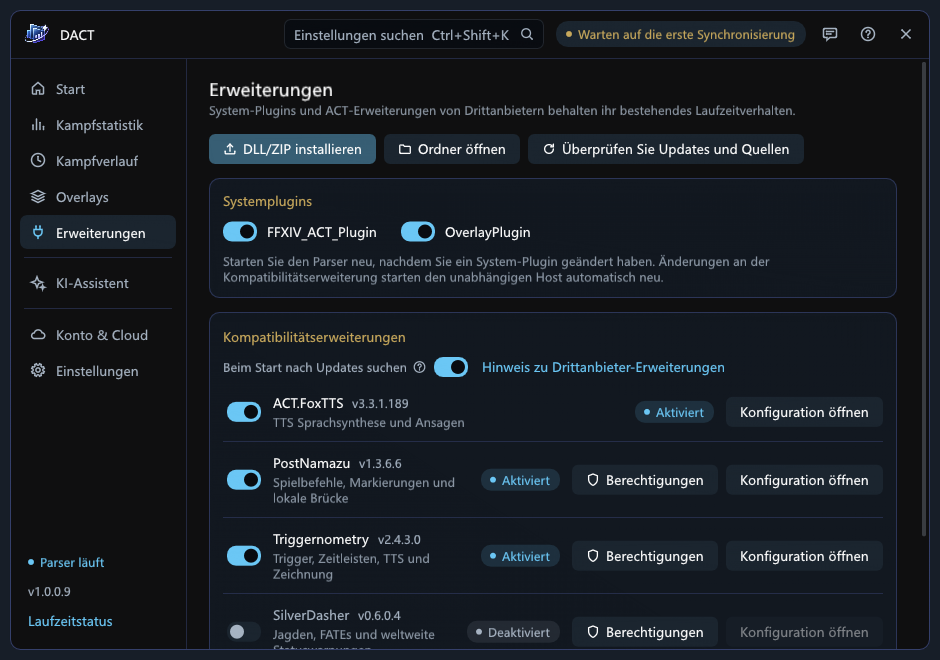 DACT
Einstellungen suchen Ctrl+Shift+K
Warten auf die erste Synchronisierung
Start
Kampfstatistik
Kampfverlauf
Overlays
Erweiterungen
KI-Assistent
Konto & Cloud
Einstellungen
Parser läuft
v1.0.0.9
Laufzeitstatus
Erweiterungen
System-Plugins und ACT-Erweiterungen von Drittanbietern behalten ihr bestehendes Laufzeitverhalten.
DLL/ZIP installieren
Ordner öffnen
Überprüfen Sie Updates und Quellen
Systemplugins
FFXIV_ACT_Plugin
OverlayPlugin
Starten Sie den Parser neu, nachdem Sie ein System-Plugin geändert haben. Änderungen an der
Kompatibilitätserweiterung starten den unabhängigen Host automatisch neu.
Kompatibilitätserweiterungen
Beim Start nach Updates suchen
Hinweis zu Drittanbieter-Erweiterungen
ACT.FoxTTS v3.3.1.189
TTS Sprachsynthese und Ansagen
Aktiviert
Konfiguration öffnen
PostNamazu v1.3.6.6
Spielbefehle, Markierungen und
lokale Brücke
Aktiviert
Berechtigungen
Konfiguration öffnen
Triggernometry v2.4.3.0
Trigger, Zeitleisten, TTS und
Zeichnung
Aktiviert
Berechtigungen
Konfiguration öffnen
SilverDasher v0.6.0.4
Jagden, FATEs und weltweite
Deaktiviert
Berechtigungen
Konfiguration öffnen